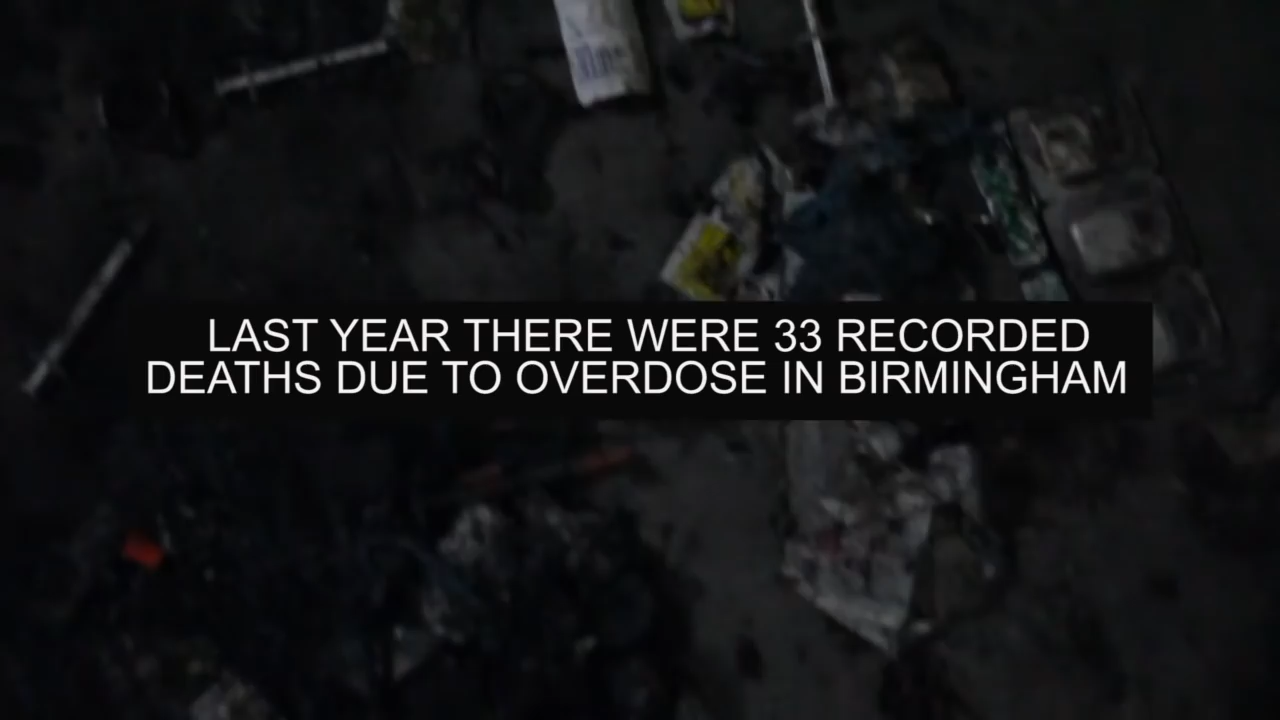 LAST YEAR THERE WERE 33 RECORDED
DEATHS DUE TO OVERDOSE IN BIRMINGHAM